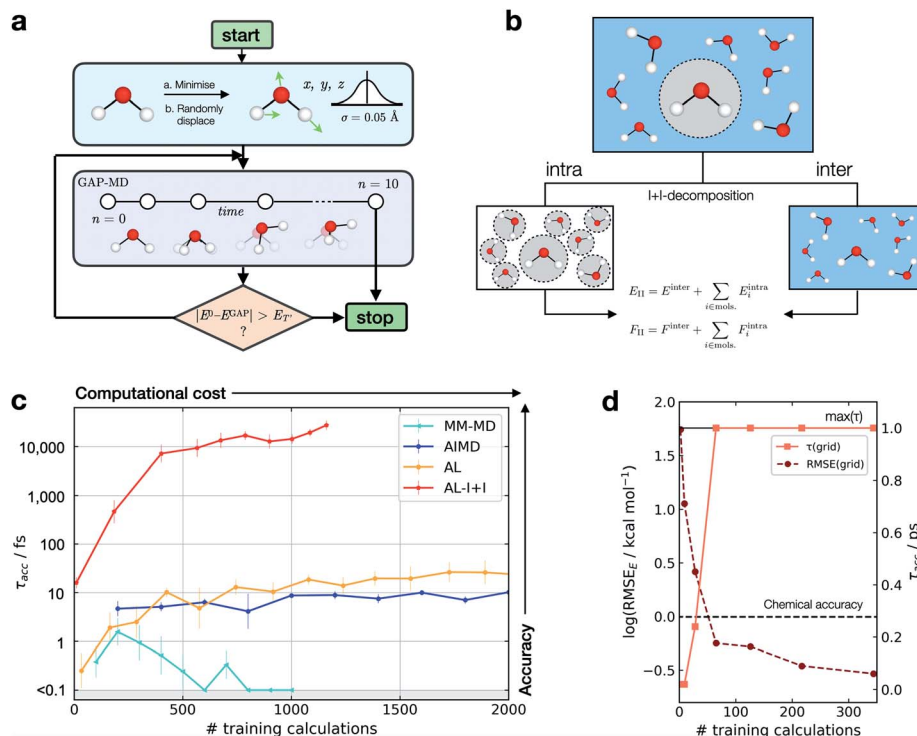 a
start
a. Minimise
b. Randomly
displace
x, y, z
σ = 0.05 Å
GAP-MD
n = 10
n = 0
time
|E⁰−E^GAP| > E_T
?
stop
b
intra
inter
I+I-decomposition
E_II = E^inter + ∑_{i∈mols.} E_i^intra
F_II = F^inter + ∑_{i∈mols.} F_i^intra
c
Computational cost
10,000
1,000
100
10
1
<0.1
τ_acc / fs
MM-MD
AIMD
AL
AL-I+I
Accuracy
0
500
1000
1500
2000
# training calculations
d
2.0
1.5
1.0
0.5
0.0
−0.5
log(RMSE_E / kcal mol⁻¹)
max(τ)
τ(grid)
RMSE(grid)
Chemical accuracy
1.0
0.8
0.6
0.4
0.2
0.0
τ_acc / ps
0
100
200
300
# training calculations